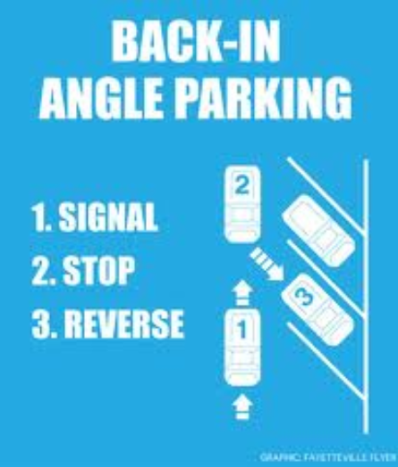 BACK-IN
ANGLE PARKING
1. SIGNAL
2. STOP
3. REVERSE
2
3
1
GRAPHIC: FAYETTEVILLE FLYER